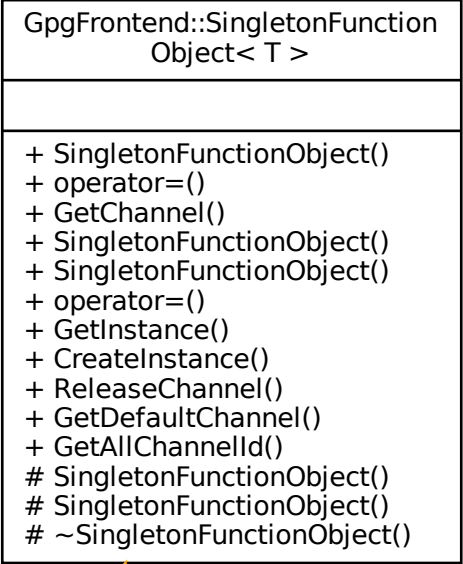 GpgFrontend::SingletonFunction
Object< T >
+ SingletonFunctionObject()
+ operator=()
+ GetChannel()
+ SingletonFunctionObject()
+ SingletonFunctionObject()
+ operator=()
+ GetInstance()
+ CreateInstance()
+ ReleaseChannel()
+ GetDefaultChannel()
+ GetAllChannelId()
# SingletonFunctionObject()
# SingletonFunctionObject()
# ~SingletonFunctionObject()